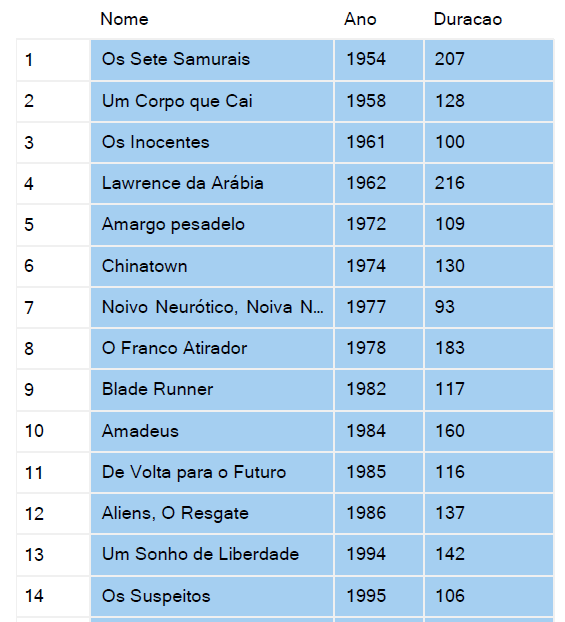 Nome Ano Duracao
1 Os Sete Samurais 1954 207
2 Um Corpo que Cai 1958 128
3 Os Inocentes 1961 100
4 Lawrence da Arábia 1962 216
5 Amargo pesadelo 1972 109
6 Chinatown 1974 130
7 Noivo Neurótico, Noiva N... 1977 93
8 O Franco Atirador 1978 183
9 Blade Runner 1982 117
10 Amadeus 1984 160
11 De Volta para o Futuro 1985 116
12 Aliens, O Resgate 1986 137
13 Um Sonho de Liberdade 1994 142
14 Os Suspeitos 1995 106